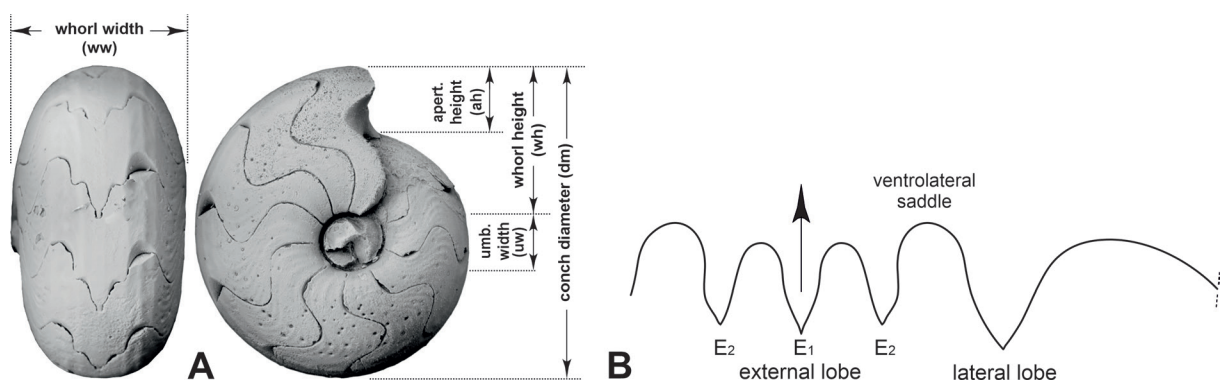 whorl width
(ww)
apert.
height
(ah)
whorl height
(wh)
umb.
width
(uw)
conch diameter (dm)
A
ventrolateral
saddle
E2
E1
E2
external lobe
lateral lobe
B